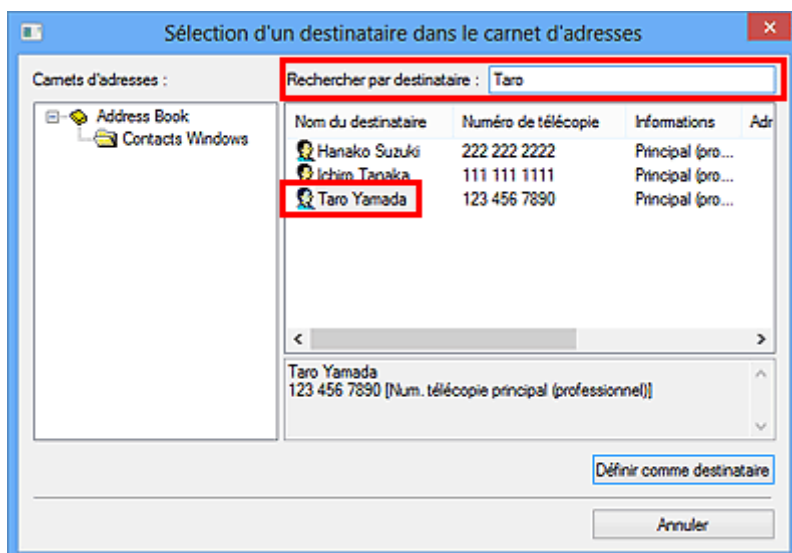 Sélection d'un destinataire dans le carnet d'adresses
Carnets d'adresses :
Rechercher par destinataire : Taro
Address Book
Contacts Windows
Nom du destinataire Numéro de télécopie Informations Adr
Hanako Suzuki 222 222 2222 Principal (pro...
Ichiro Tanaka 111 111 1111 Principal (pro...
Taro Yamada 123 456 7890 Principal (pro...
Taro Yamada
123 456 7890 [Num. télécopie principal (professionnel)]
Définir comme destinataire
Annuler